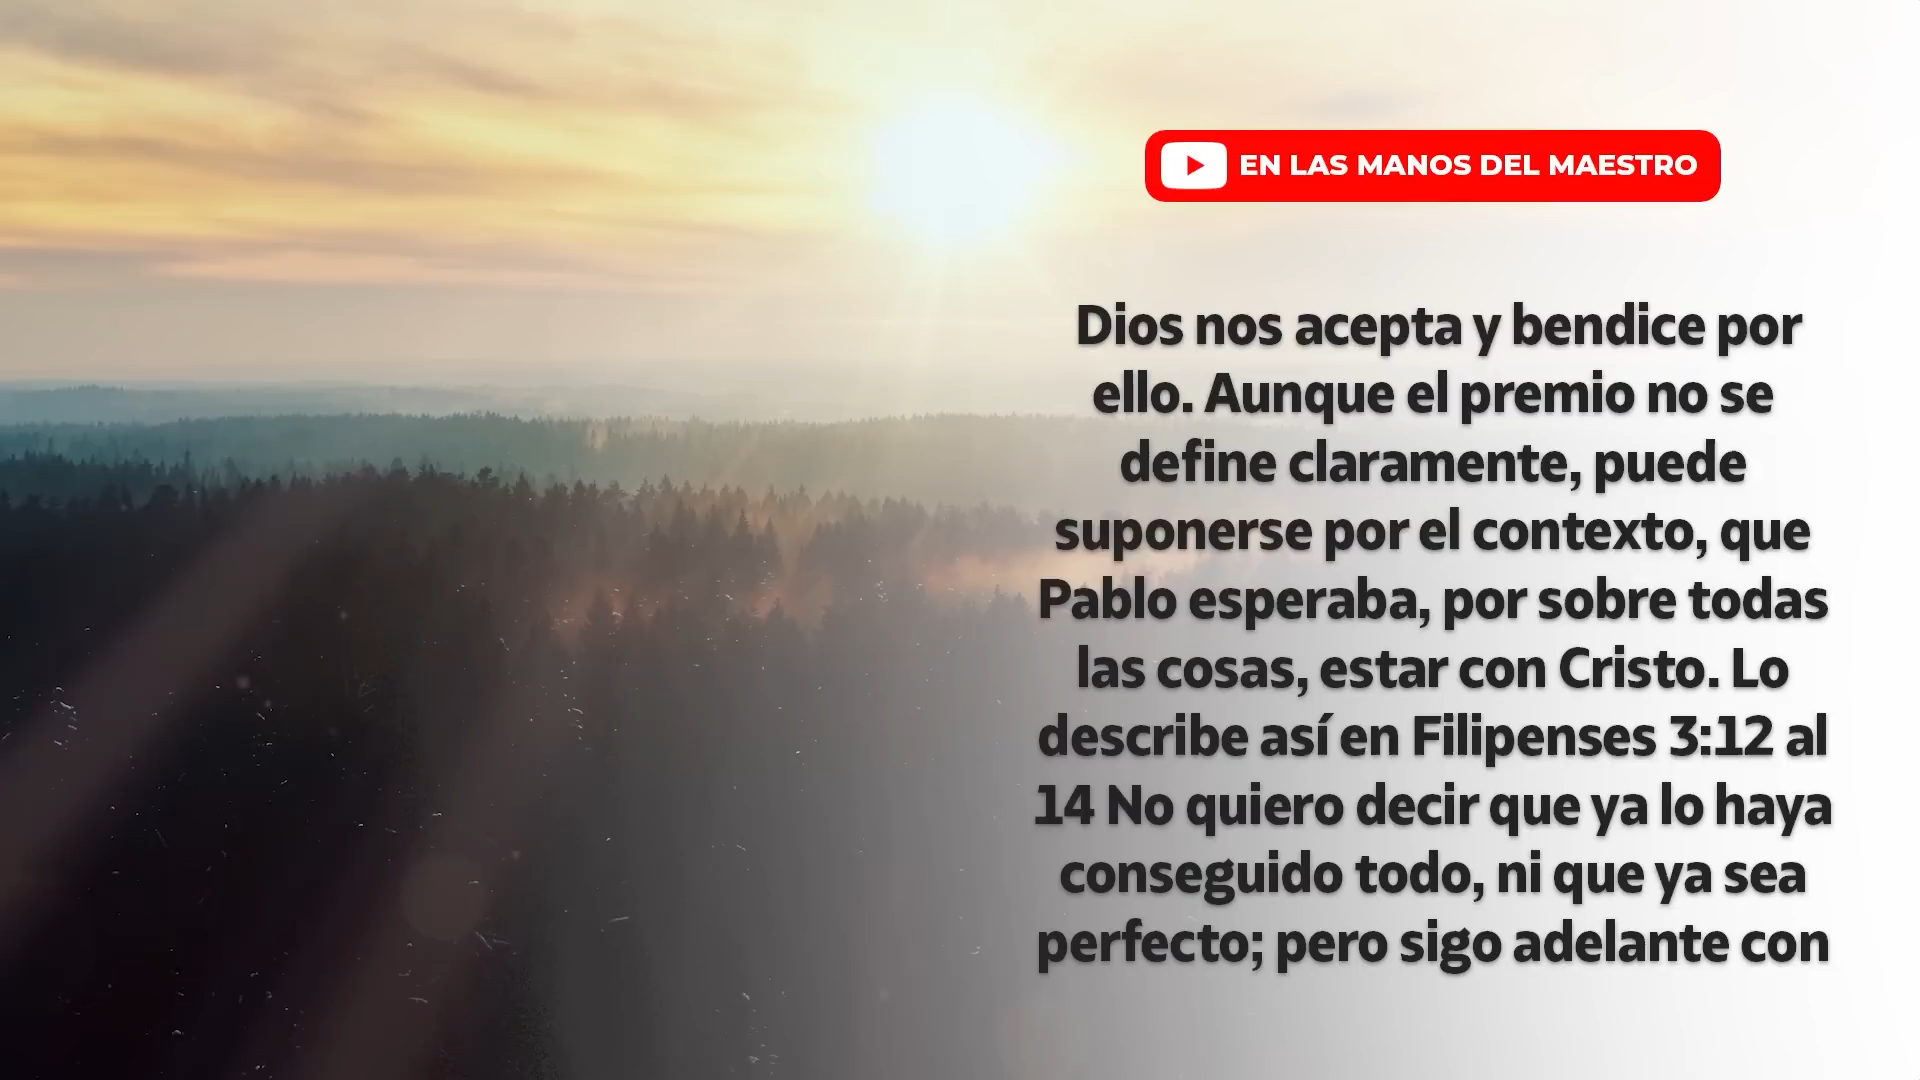 EN LAS MANOS DEL MAESTRO
Dios nos acepta y bendice por
ello. Aunque el premio no se
define claramente, puede
suponerse por el contexto, que
Pablo esperaba, por sobre todas
las cosas, estar con Cristo. Lo
describe así en Filipenses 3:12 al
14 No quiero decir que ya lo haya
conseguido todo, ni que ya sea
perfecto; pero sigo adelante con